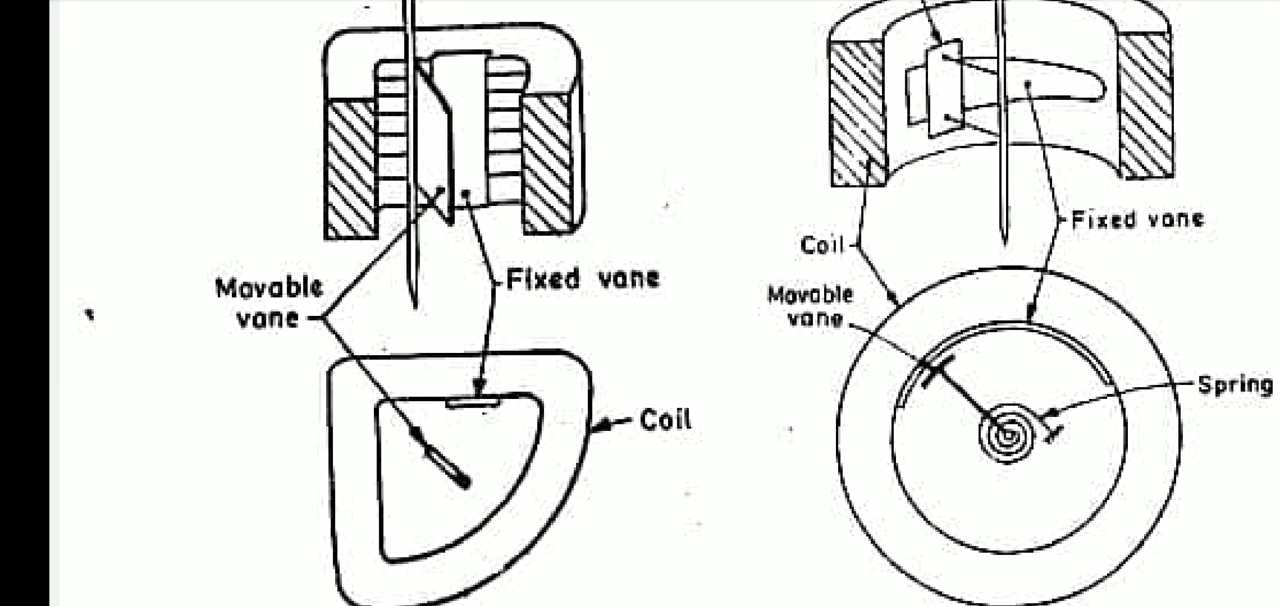 Movable
vane
Fixed vane
Coil
Coil
Fixed vane
Movable
vane
Spring